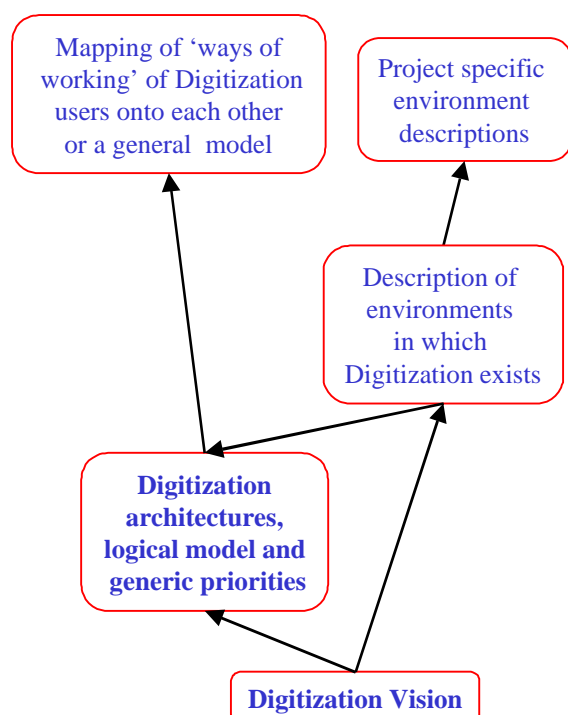 Mapping of ‘ways of
working’ of Digitization
users onto each other
or a general model
Project specific
environment
descriptions
Description of
environments
in which
Digitization exists
Digitization
architectures,
logical model and
generic priorities
Digitization Vision